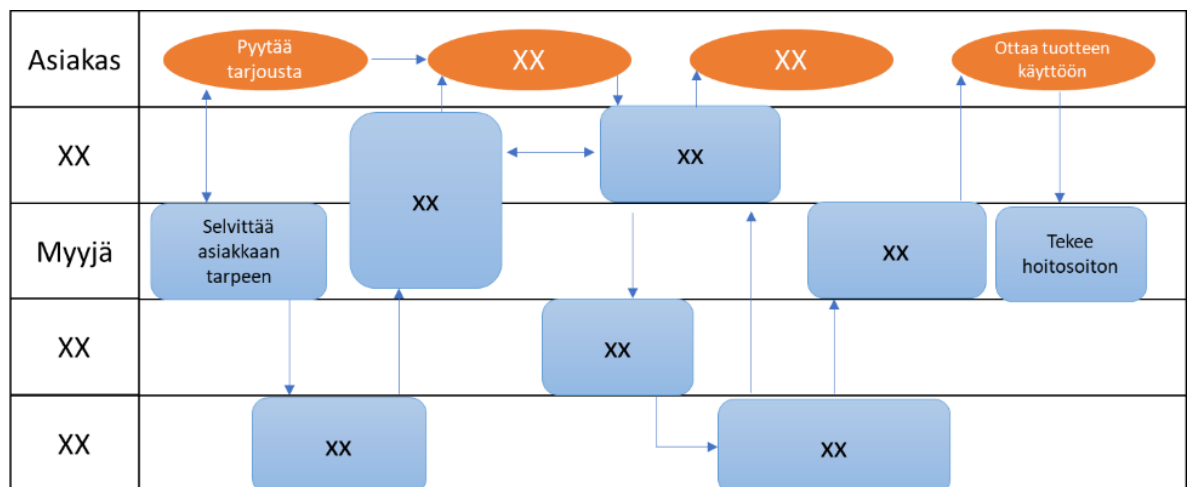 Asiakas
Pyytää
tarjousta
XX
XX
Ottaa tuotteen
käyttöön
XX
XX
XX
Myyjä
Selvittää
asiakkaan
tarpeen
XX
Tekee
hoitosoiton
XX
XX
XX
XX
XX